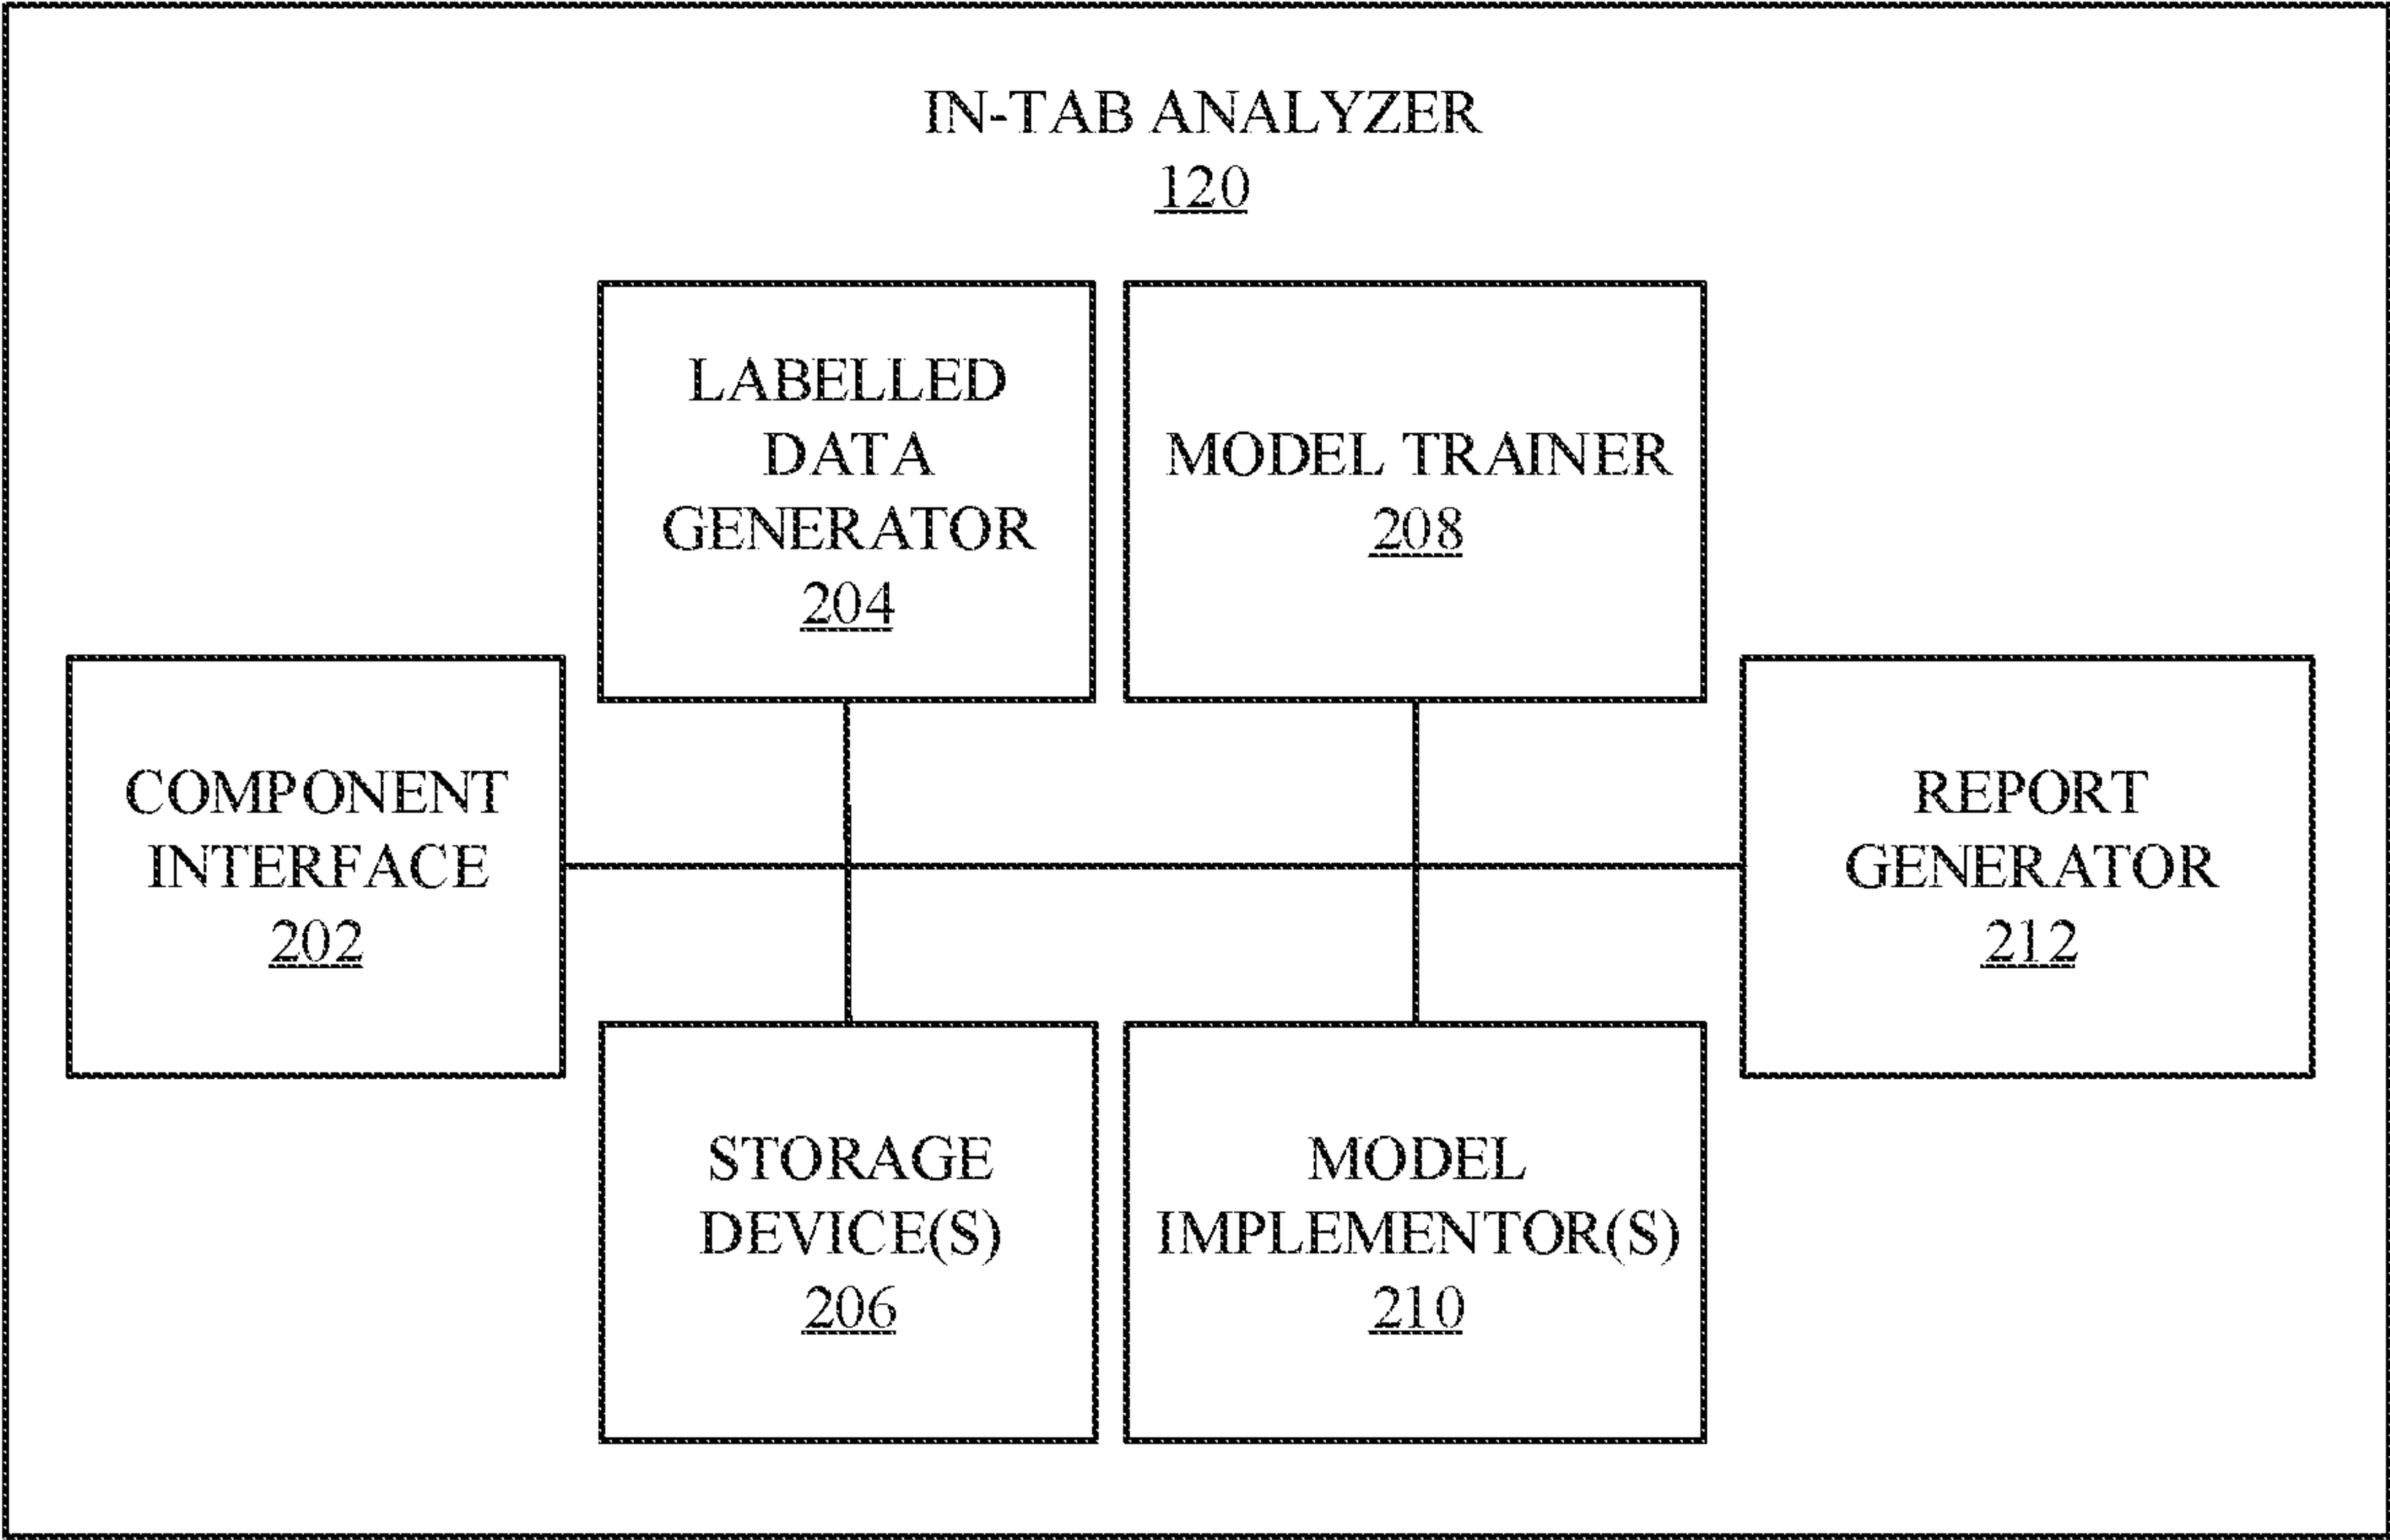 IN-TAB ANALYZER
120
LABELLED
DATA
GENERATOR
204
MODEL TRAINER
208
COMPONENT
INTERFACE
202
REPORT
GENERATOR
212
STORAGE
DEVICE(S)
206
MODEL
IMPLEMENTOR(S)
210